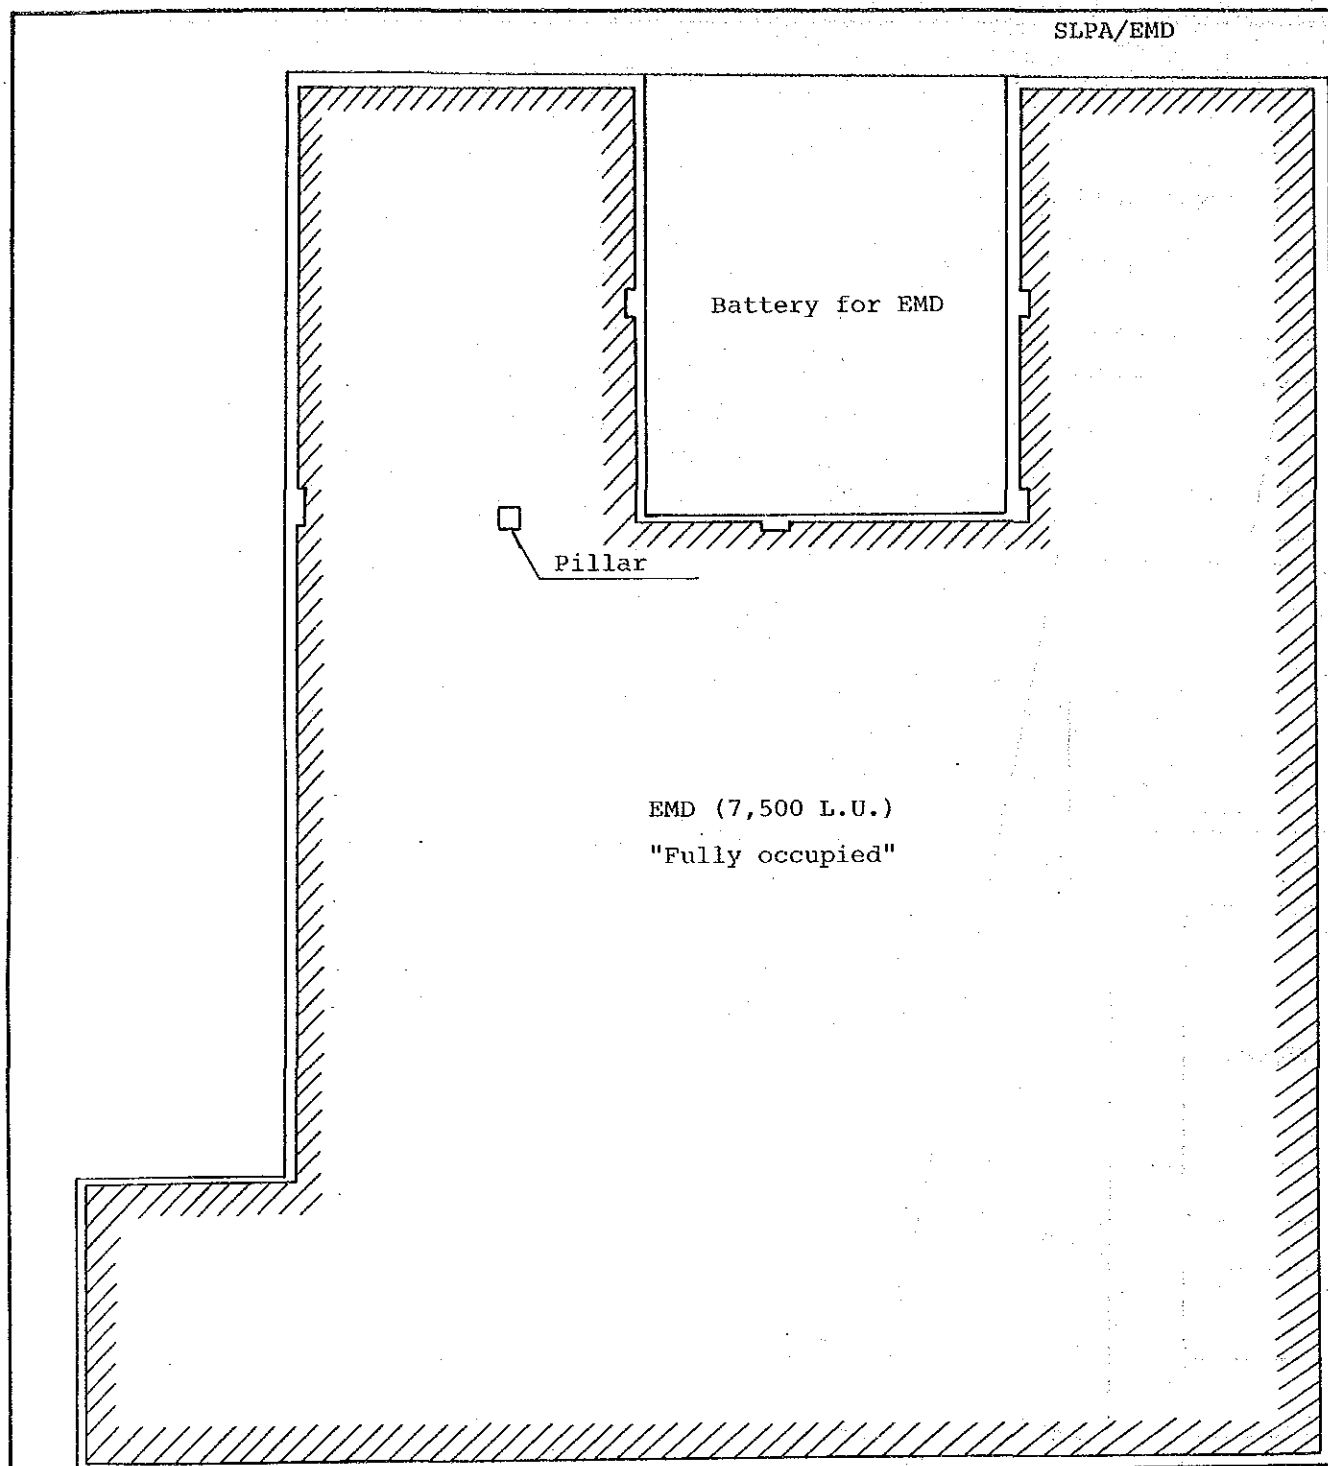 SLPA/EMD
Battery for EMD
Pillar
EMD (7,500 L.U.)
"Fully occupied"